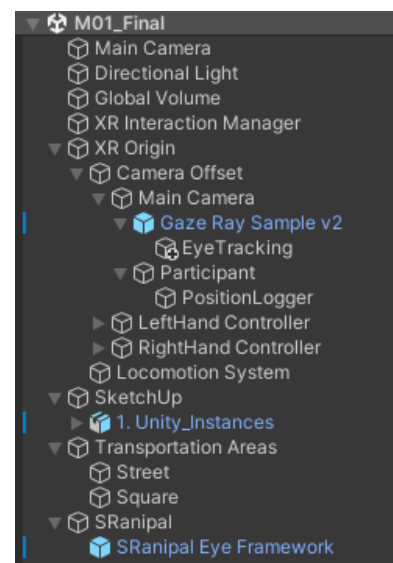 M01_Final
Main Camera
Directional Light
Global Volume
XR Interaction Manager
XR Origin
Camera Offset
Main Camera
Gaze Ray Sample v2
EyeTracking
Participant
PositionLogger
LeftHand Controller
RightHand Controller
Locomotion System
SketchUp
1. Unity_Instances
Transportation Areas
Street
Square
SRanipal
SRanipal Eye Framework